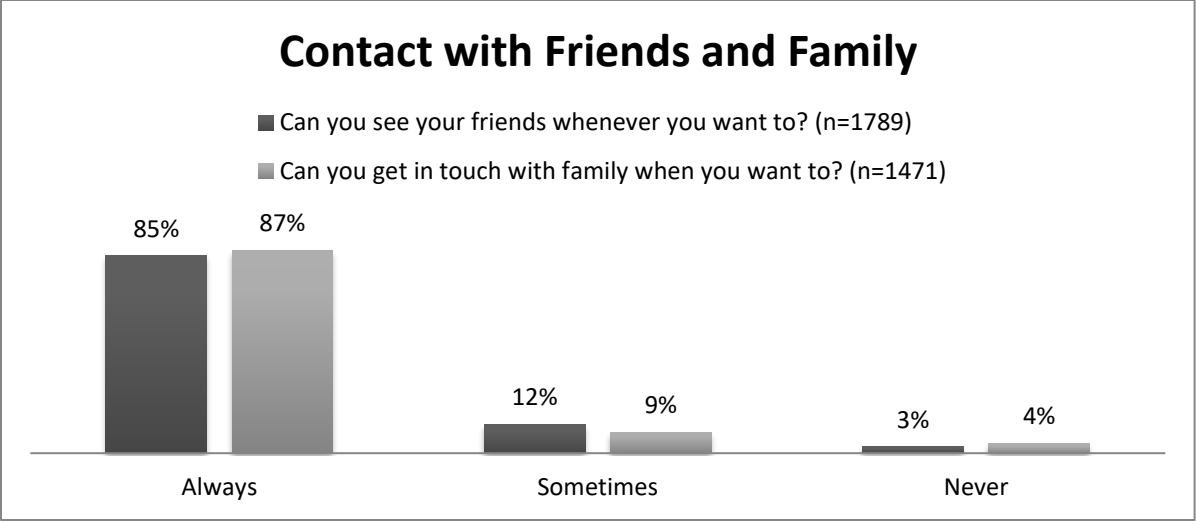 Contact with Friends and Family
Can you see your friends whenever you want to? (n=1789)
Can you get in touch with family when you want to? (n=1471)
85%
87%
12%
9%
3%
4%
Always
Sometimes
Never